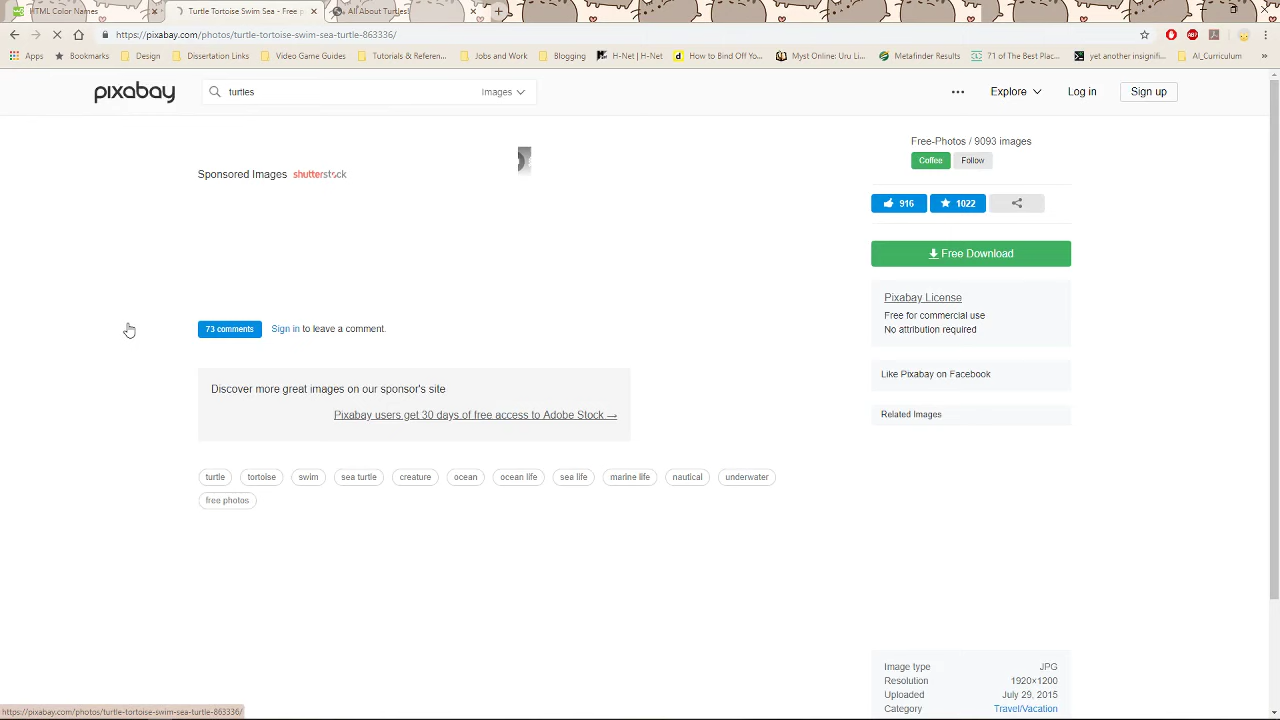 HTML Color Names
Turtle Tortoise Swim Sea - Free p
All About Turtles!
https://pixabay.com/photos/turtle-tortoise-swim-sea-turtle-863336/
Apps
Bookmarks
Design
Dissertation Links
Video Game Guides
Tutorials & Referen...
Jobs and Work
Blogging
H-Net | H-Net
How to Bind Off You...
Myst Online: Uru Li...
Metafinder Results
71 of The Best Plac...
yet another insignifi...
AI_Curriculum
pixabay
turtles
Images
Explore
Log in
Sign up
Sponsored Images shutterstock
Free-Photos / 9093 images
Coffee
Follow
916
1022
Free Download
Pixabay License
Free for commercial use
No attribution required
73 comments
Sign in to leave a comment.
Like Pixabay on Facebook
Discover more great images on our sponsor's site
Pixabay users get 30 days of free access to Adobe Stock →
Related Images
turtle
tortoise
swim
sea turtle
creature
ocean
ocean life
sea life
marine life
nautical
underwater
free photos
Image type JPG
Resolution 1920×1200
Uploaded July 29, 2015
Category Travel/Vacation
https://pixabay.com/photos/turtle-tortoise-swim-sea-turtle-863336/